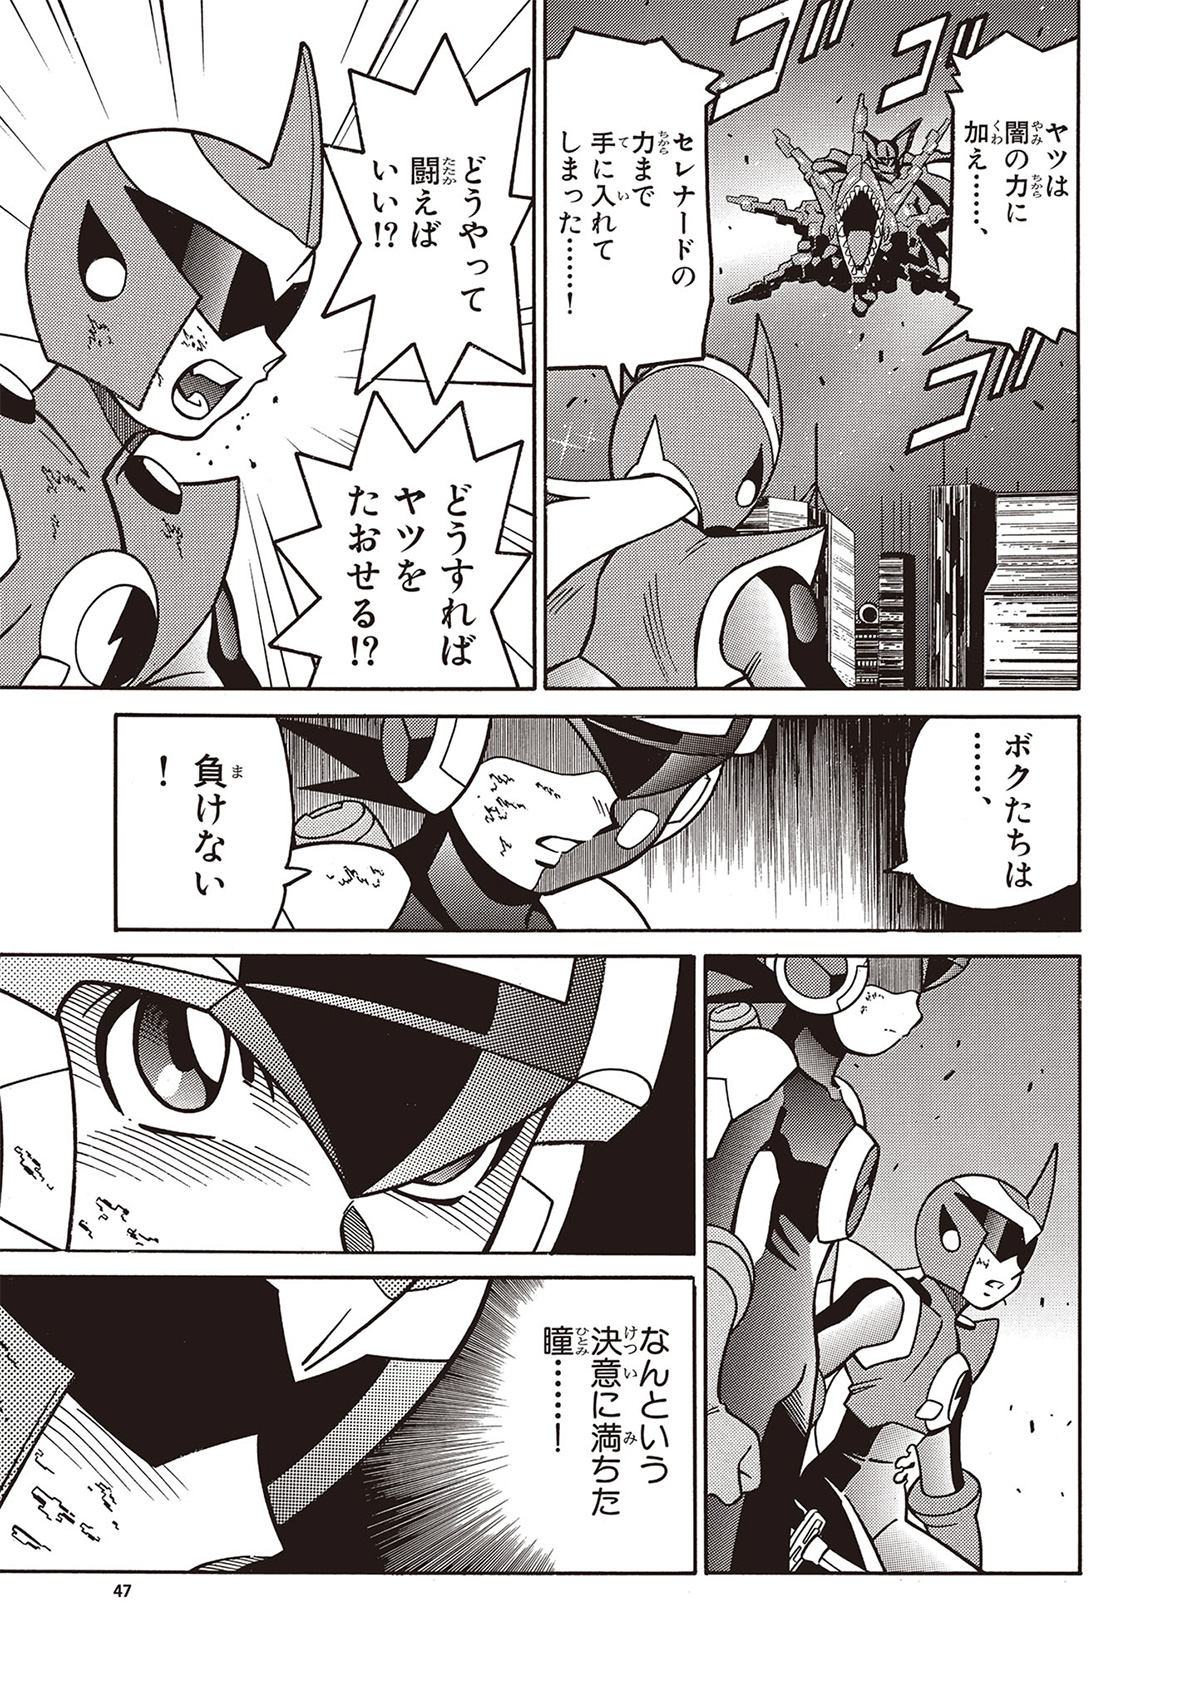 ゴゴゴ
ヤツは
闇の力に
加え……、
セレナードの
力まで
手に入れて
しまった……！
ゴゴゴ
どうやって
闘えば
いい!?
どうすれば
ヤツを
たおせる!?
ボクたちは
……、
負けない
！
なんという
決意に満ちた
瞳……！
47